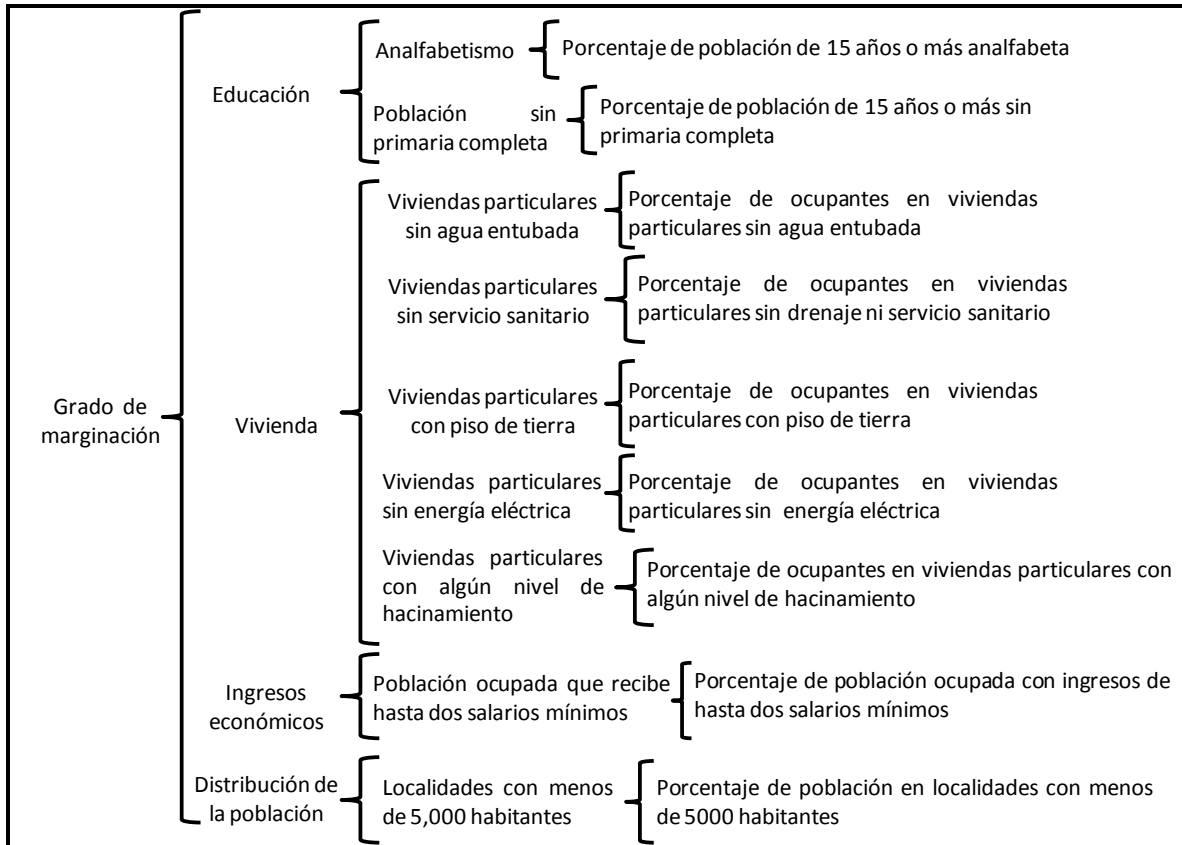 Grado de
marginación
Educación
Analfabetismo
Porcentaje de población de 15 años o más analfabeta
Población sin
primaria completa
Porcentaje de población de 15 años o más sin
primaria completa
Vivienda
Viviendas particulares
sin agua entubada
Porcentaje de ocupantes en viviendas
particulares sin agua entubada
Viviendas particulares
sin servicio sanitario
Porcentaje de ocupantes en viviendas
particulares sin drenaje ni servicio sanitario
Viviendas particulares
con piso de tierra
Porcentaje de ocupantes en viviendas
particulares con piso de tierra
Viviendas particulares
sin energía eléctrica
Porcentaje de ocupantes en viviendas
particulares sin energía eléctrica
Viviendas particulares
con algún nivel de
hacinamiento
Porcentaje de ocupantes en viviendas particulares con
algún nivel de hacinamiento
Ingresos
económicos
Población ocupada que recibe
hasta dos salarios mínimos
Porcentaje de población ocupada con ingresos de
hasta dos salarios mínimos
Distribución de
la población
Localidades con menos
de 5,000 habitantes
Porcentaje de población en localidades con menos
de 5000 habitantes